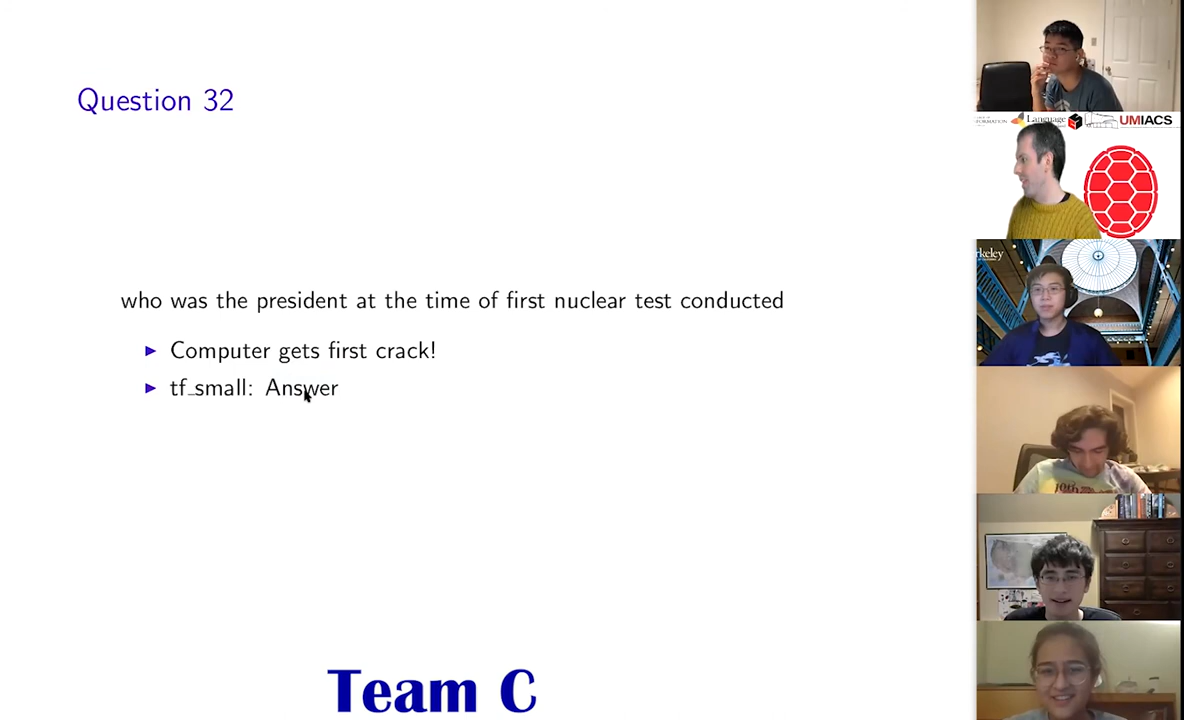 Question 32
who was the president at the time of first nuclear test conducted
Computer gets first crack!
tf_small: Answer
Team C
Language
UMIACS
rkeley